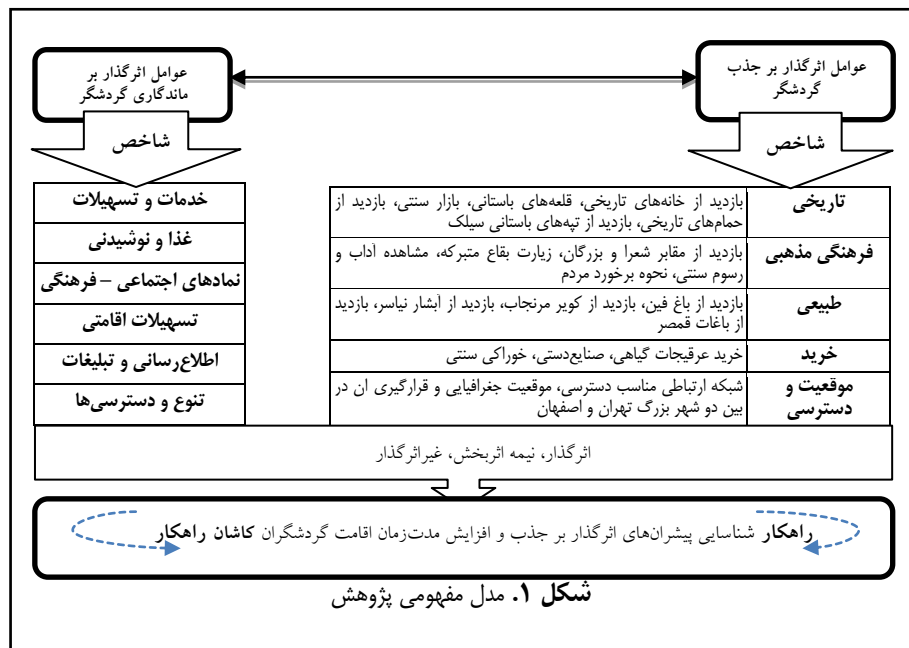 عوامل اثرگذار بر جذب
گردشگر
عوامل اثرگذار بر
ماندگاری گردشگر
شاخص
شاخص
تاریخی
بازدید از خانه‌های تاریخی، قلعه‌های باستانی، بازار سنتی، بازدید از
حمام‌های تاریخی، بازدید از تپه‌های باستانی سیلک
فرهنگی مذهبی
بازدید از مقابر شعرا و بزرگان، زیارت بقاع متبرکه، مشاهده آداب و
رسوم سنتی، نحوه برخورد مردم
طبیعی
بازدید از باغ فین، بازدید از کویر مرنجاب، بازدید از آبشار نیاسر، بازدید
از باغات قمصر
خرید
خرید عرقیجات گیاهی، صنایع‌دستی، خوراکی سنتی
موقعیت و
دسترسی
شبکه ارتباطی مناسب دسترسی، موقعیت جغرافیایی و قرارگیری ان در
بین دو شهر بزرگ تهران و اصفهان
خدمات و تسهیلات
غذا و نوشیدنی
نمادهای اجتماعی – فرهنگی
تسهیلات اقامتی
اطلاع‌رسانی و تبلیغات
تنوع و دسترسی‌ها
اثرگذار، نیمه اثربخش، غیراثرگذار
راهکار شناسایی پیشران‌های اثرگذار بر جذب و افزایش مدت‌زمان اقامت گردشگران کاشان راهکار
شکل ۱. مدل مفهومی پژوهش